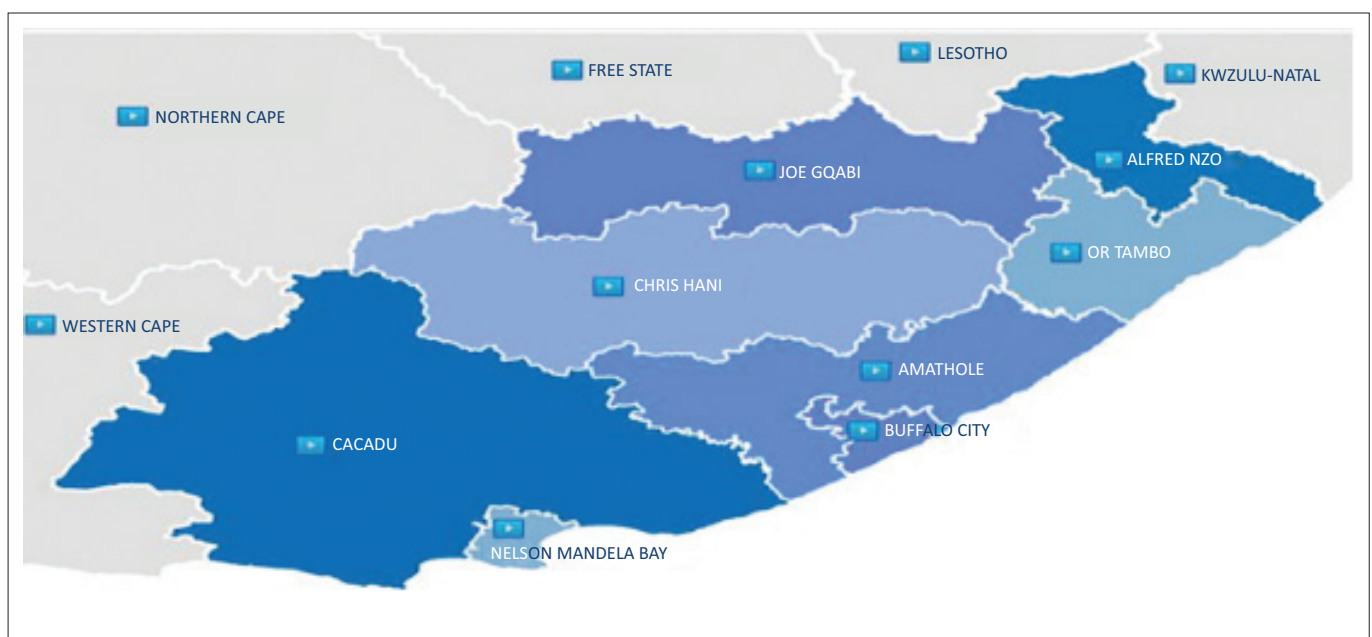 LESOTHO
FREE STATE
KWZULU-NATAL
NORTHERN CAPE
ALFRED NZO
JOE GQABI
OR TAMBO
CHRIS HANI
WESTERN CAPE
AMATHOLE
BUFFALO CITY
CACADU
NELSON MANDELA BAY